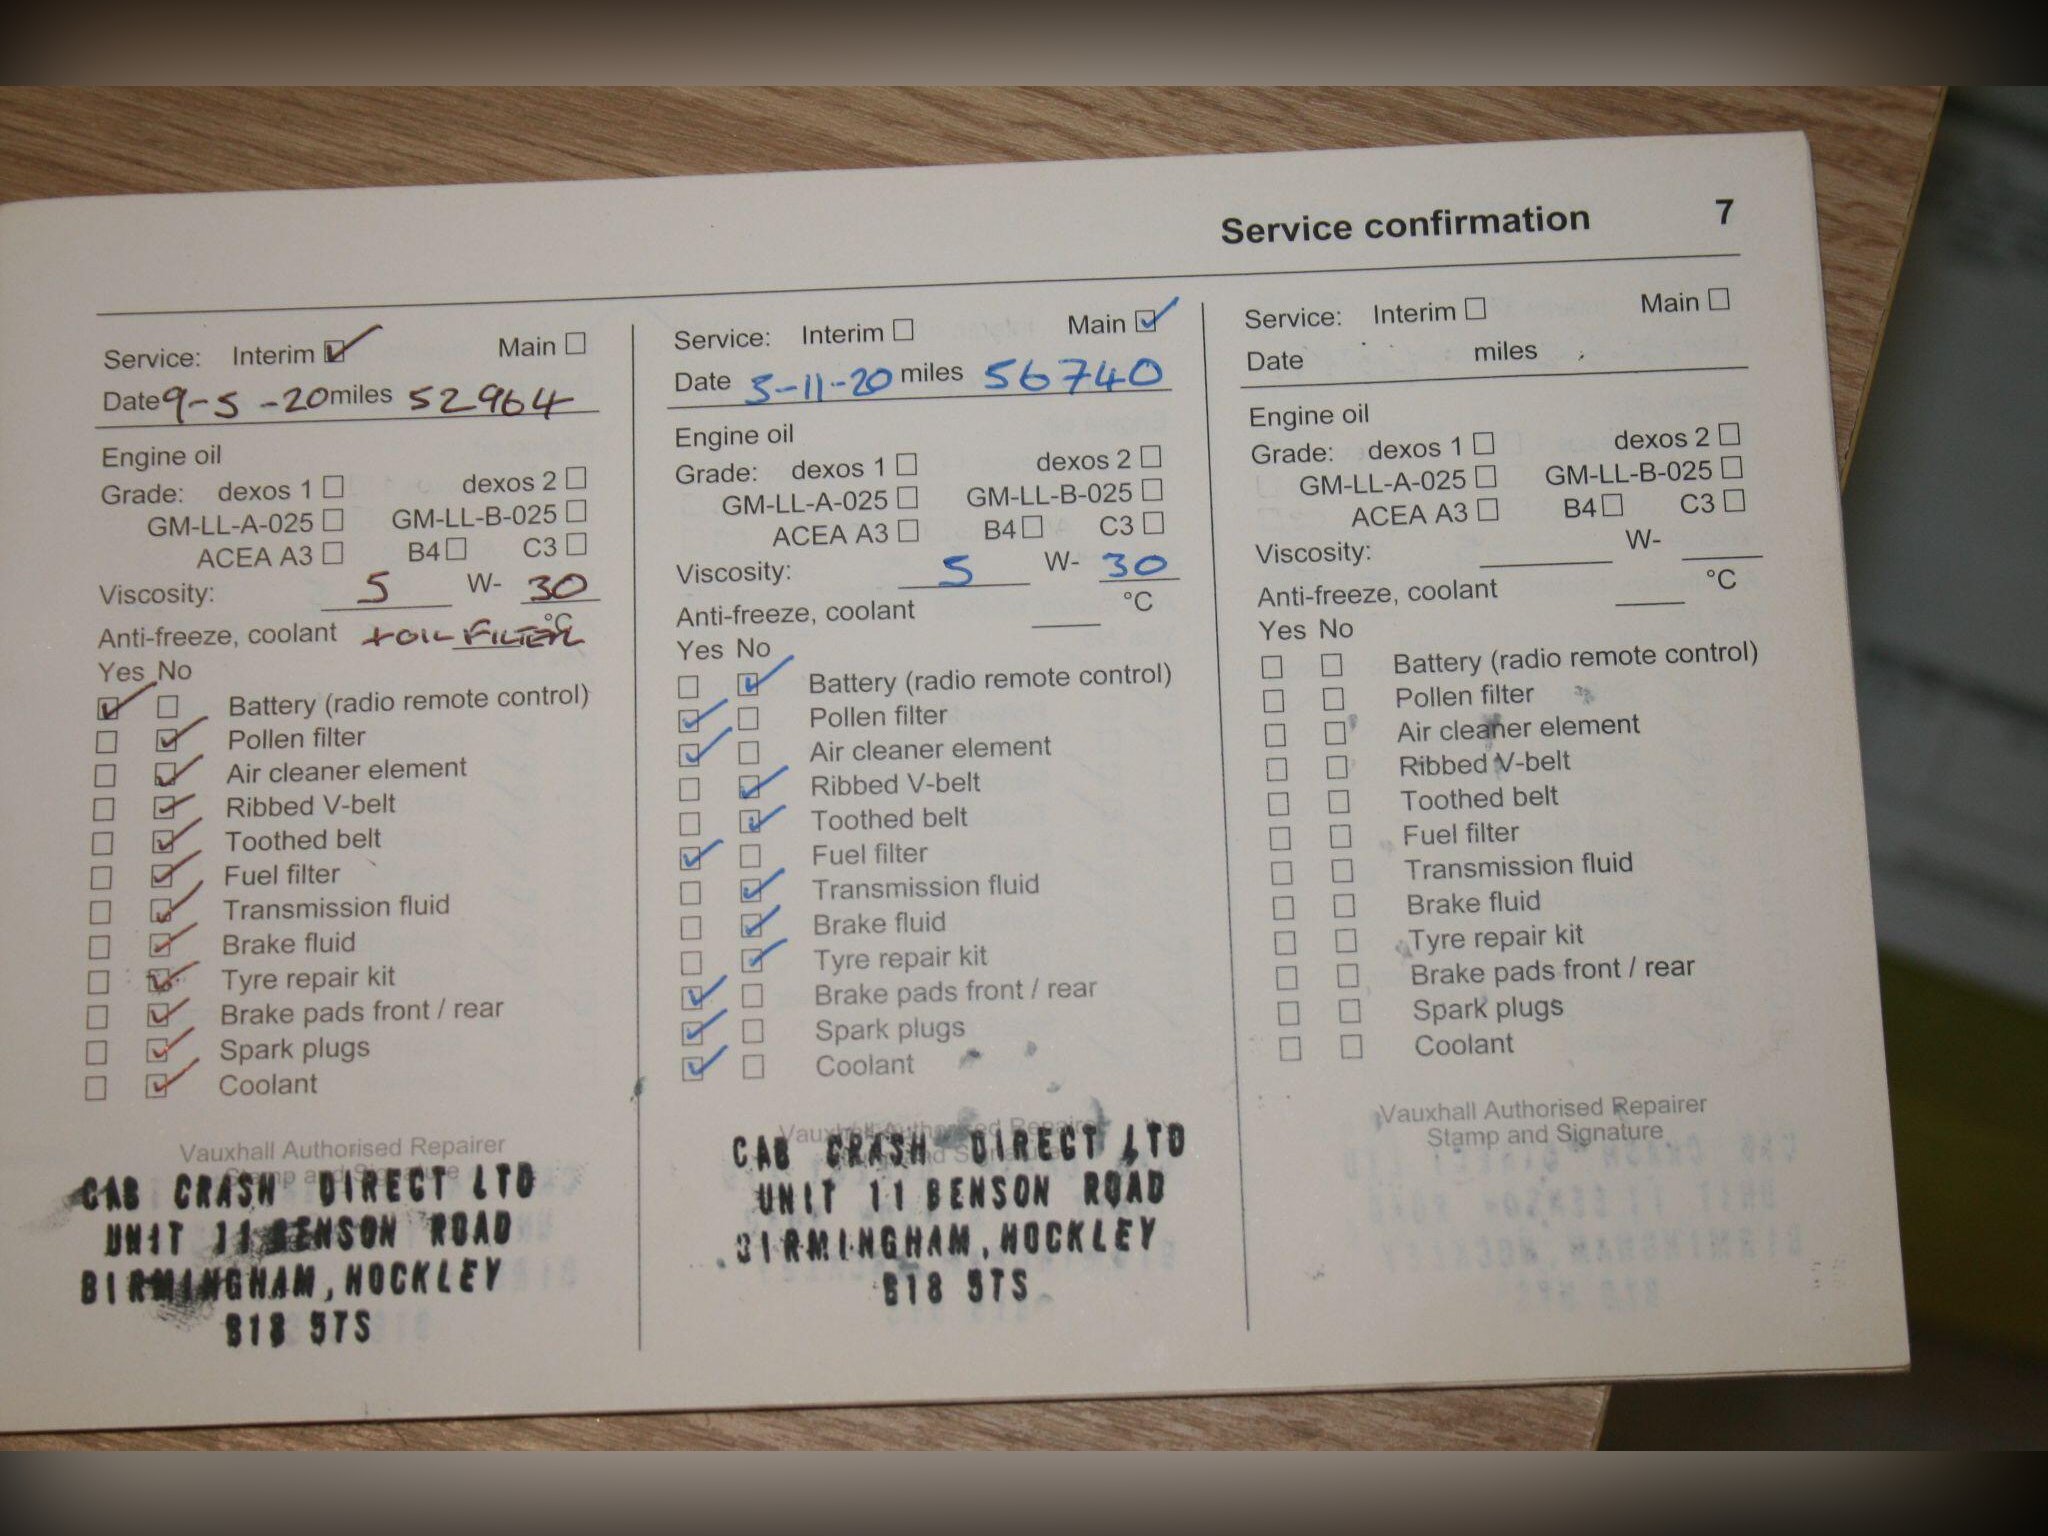 Service confirmation 7
Service: Interim Main
Date 9-5-20 miles 52964
Engine oil
Grade: dexos 1 dexos 2
GM-LL-A-025 GM-LL-B-025
ACEA A3 B4 C3
Viscosity: 5 W- 30
Anti-freeze, coolant +OIL FILTER °C
Yes No
Battery (radio remote control)
Pollen filter
Air cleaner element
Ribbed V-belt
Toothed belt
Fuel filter
Transmission fluid
Brake fluid
Tyre repair kit
Brake pads front / rear
Spark plugs
Coolant
Vauxhall Authorised Repairer
Stamp and Signature
CAB CRASH DIRECT LTD
UNIT 11 BENSON ROAD
BIRMINGHAM, HOCKLEY
B18 5TS
Service: Interim Main
Date 5-11-20 miles 56740
Engine oil
Grade: dexos 1 dexos 2
GM-LL-A-025 GM-LL-B-025
ACEA A3 B4 C3
Viscosity: 5 W- 30
Anti-freeze, coolant °C
Yes No
Battery (radio remote control)
Pollen filter
Air cleaner element
Ribbed V-belt
Toothed belt
Fuel filter
Transmission fluid
Brake fluid
Tyre repair kit
Brake pads front / rear
Spark plugs
Coolant
Vauxhall Authorised Repairer
and
CAB CRASH DIRECT LTD
UNIT 11 BENSON ROAD
BIRMINGHAM, HOCKLEY
B18 5TS
Service: Interim Main
Date miles
Engine oil
Grade: dexos 1 dexos 2
GM-LL-A-025 GM-LL-B-025
ACEA A3 B4 C3
Viscosity: W-
Anti-freeze, coolant °C
Yes No
Battery (radio remote control)
Pollen filter
Air cleaner element
Ribbed V-belt
Toothed belt
Fuel filter
Transmission fluid
Brake fluid
Tyre repair kit
Brake pads front / rear
Spark plugs
Coolant
Vauxhall Authorised Repairer
Stamp and Signature